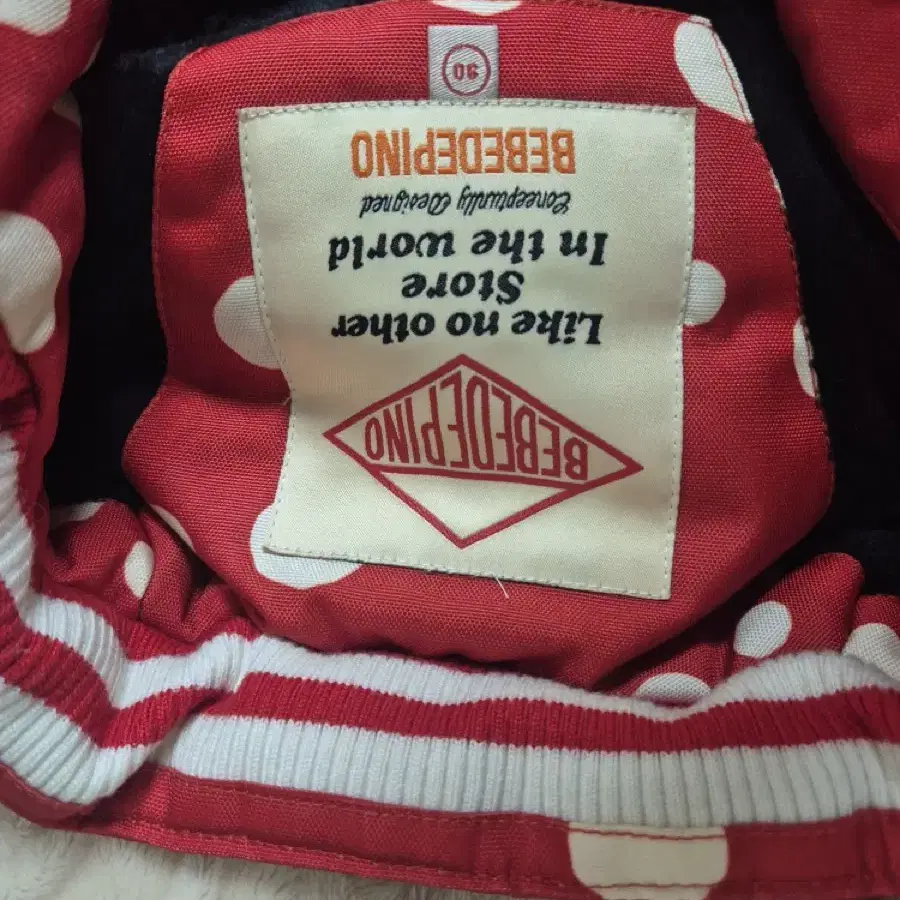 BEBEDEPINO
Like no other
Store
In the world
Conceptually Designed
BEBEDEPINO
90